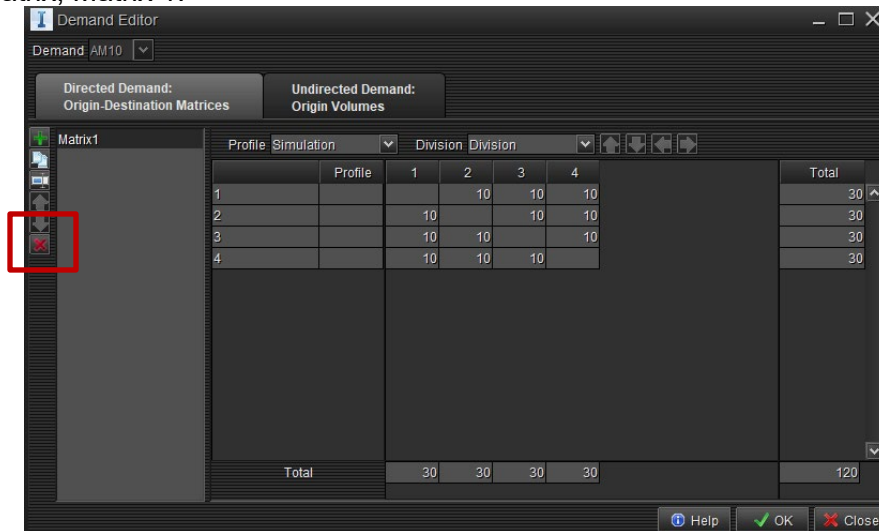 Demand Editor
Demand AM10
Directed Demand:
Origin-Destination Matrices
Undirected Demand:
Origin Volumes
Matrix1
Profile Simulation Division Division
Profile 1 2 3 4 Total
1 10 10 10 30
2 10 10 10 30
3 10 10 10 30
4 10 10 10 30
Total 30 30 30 30 120
Help OK Close